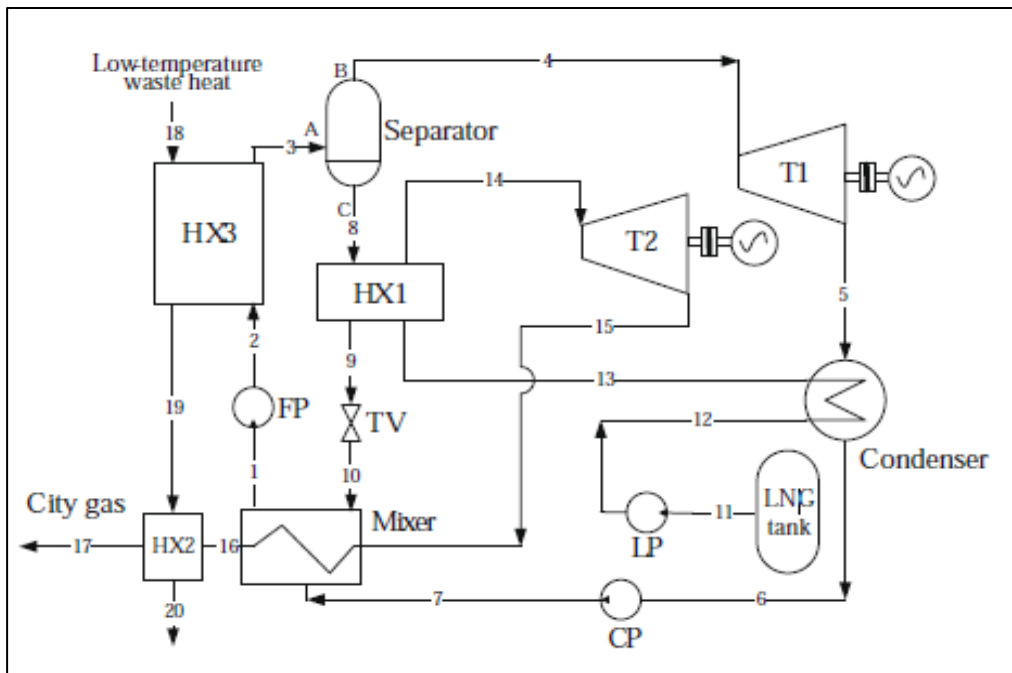 Low-temperature
waste heat
B
4
18
3
A
Separator
T1
14
C
8
HX3
T2
HX1
5
15
2
9
13
19
FP
TV
12
Condenser
1
10
LNG
tank
City gas
Mixer
11
LP
17
HX2
16
7
6
20
CP